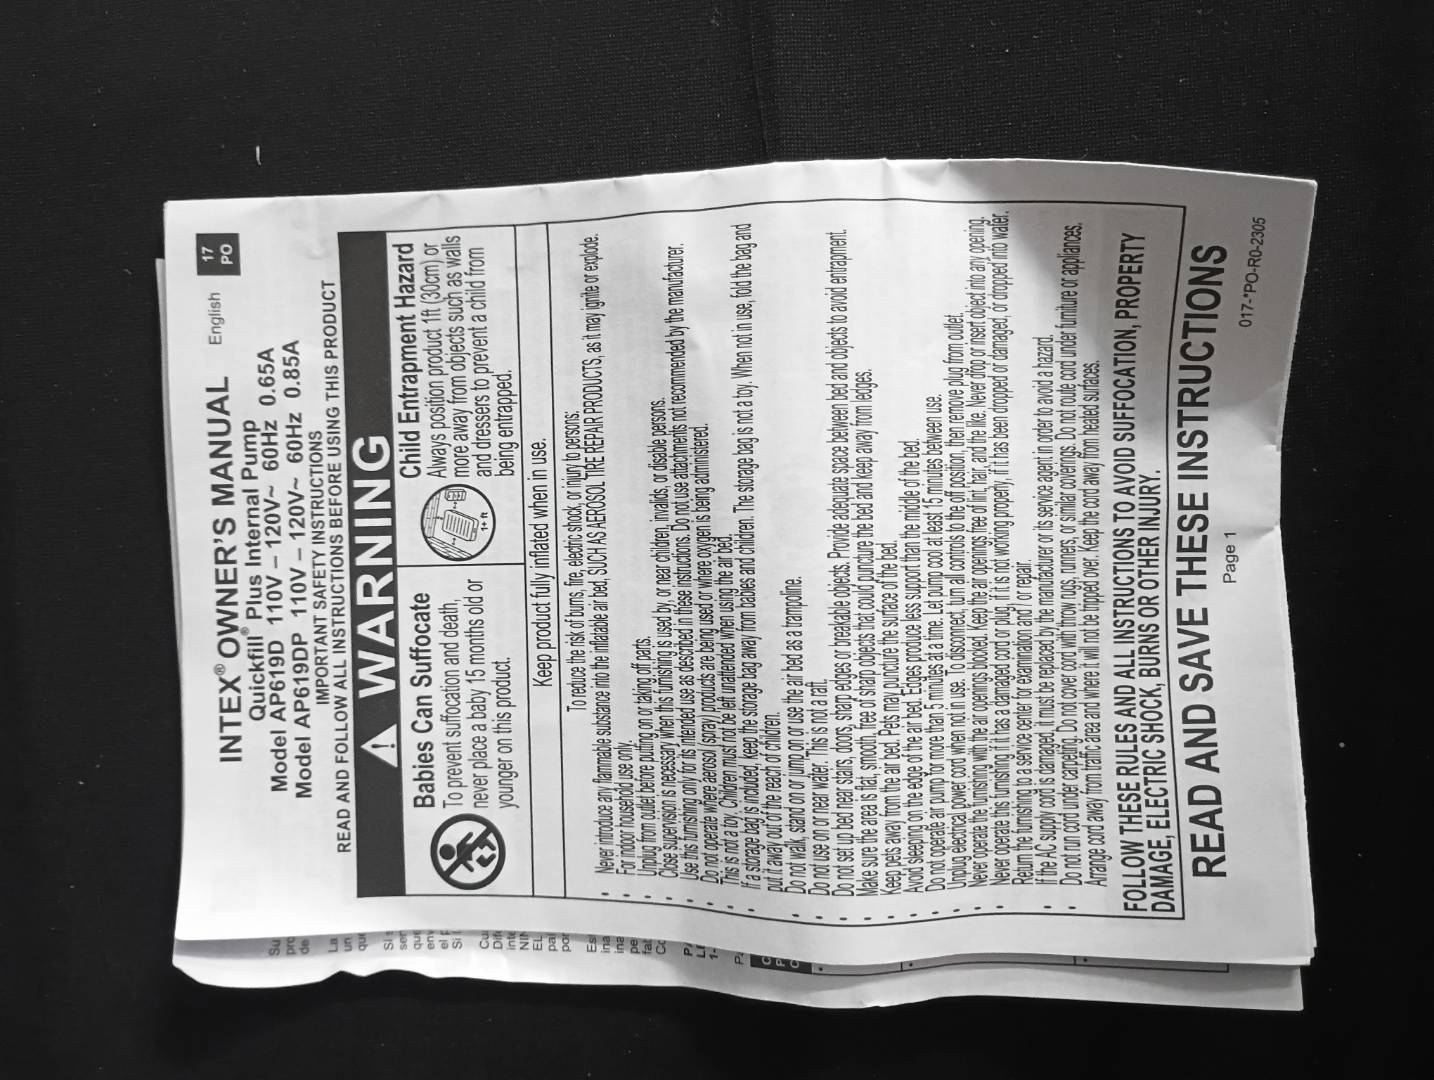 INTEX® OWNER'S MANUAL English 17 PO
Quickfill® Plus Internal Pump
Model AP619D 110V – 120V~ 60Hz 0.65A
Model AP619DP 110V – 120V~ 60Hz 0.85A
IMPORTANT SAFETY INSTRUCTIONS
READ AND FOLLOW ALL INSTRUCTIONS BEFORE USING THIS PRODUCT
⚠ WARNING
Babies Can Suffocate
To prevent suffocation and death,
never place a baby 15 months old or
younger on this product.
1+ ft
Child Entrapment Hazard
Always position product 1ft (30cm) or
more away from objects such as walls
and dressers to prevent a child from
being entrapped.
Keep product fully inflated when in use.
To reduce the risk of burns, fire, electric shock, or injury to persons:
• Never introduce any flammable substance into the inflatable air bed, SUCH AS AEROSOL TIRE REPAIR PRODUCTS, as it may ignite or explode.
• For indoor household use only.
• Unplug from outlet before putting on or taking off parts.
• Close supervision is necessary when this furnishing is used by, or near children, invalids, or disable persons.
• Use this furnishing only for its intended use as described in these instructions. Do not use attachments not recommended by the manufacturer.
• Do not operate where aerosol (spray) products are being used or where oxygen is being administered.
• This is not a toy. Children must not be left unattended when using the air bed.
• If a storage bag is included, keep the storage bag away from babies and children. The storage bag is not a toy. When not in use, fold the bag and
put it away out of the reach of children.
• Do not walk, stand on or jump on or use the air bed as a trampoline.
• Do not use on or near water. This is not a raft.
• Do not set up bed near stairs, doors, sharp edges or breakable objects. Provide adequate space between bed and objects to avoid entrapment.
• Make sure the area is flat, smooth, free of sharp objects that could puncture the bed and keep away from ledges.
• Keep pets away from the air bed. Pets may puncture the surface of the bed.
• Avoid sleeping on the edge of the air bed. Edges produce less support than the middle of the bed.
• Do not operate air pump for more than 5 minutes at a time. Let pump cool at least 15 minutes between use.
• Unplug electrical power cord when not in use. To disconnect, turn all controls to the off position, then remove plug from outlet.
• Never operate the furnishing with the air openings blocked. Keep the air openings free of lint, hair, and the like. Never drop or insert object into any opening.
• Never operate this furnishing if it has a damaged cord or plug, if it is not working properly, if it has been dropped or damaged, or dropped into water.
Return the furnishing to a service center for examination and / or repair.
• If the AC supply cord is damaged, it must be replaced by the manufacturer or its service agent in order to avoid a hazard.
• Do not run cord under carpeting. Do not cover cord with throw rugs, runners, or similar coverings. Do not route cord under furniture or appliances.
Arrange cord away from traffic area and where it will not be tripped over. Keep the cord away from heated surfaces.
FOLLOW THESE RULES AND ALL INSTRUCTIONS TO AVOID SUFFOCATION, PROPERTY
DAMAGE, ELECTRIC SHOCK, BURNS OR OTHER INJURY.
READ AND SAVE THESE INSTRUCTIONS
Page 1
017-*PO-R0-2305